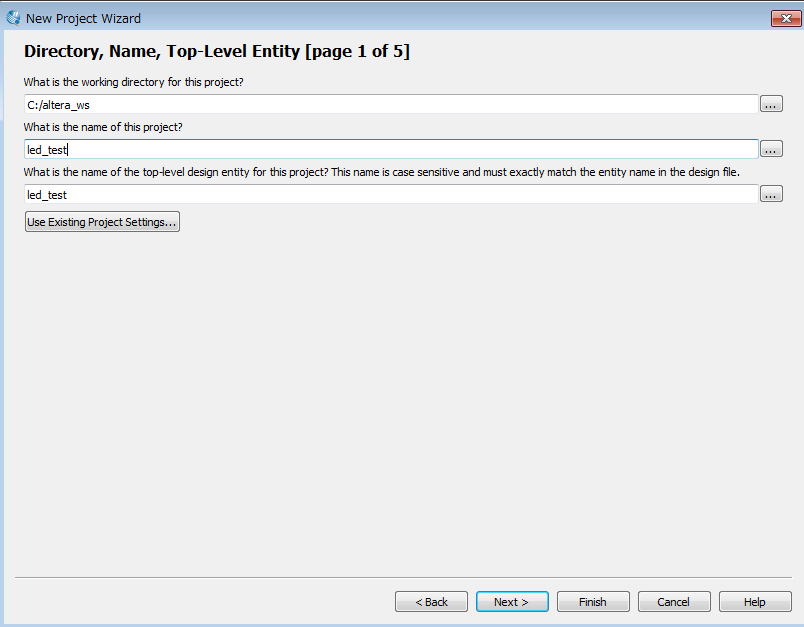 New Project Wizard
Directory, Name, Top-Level Entity [page 1 of 5]
What is the working directory for this project?
C:/altera_ws
...
What is the name of this project?
led_test
...
What is the name of the top-level design entity for this project? This name is case sensitive and must exactly match the entity name in the design file.
led_test
...
Use Existing Project Settings...
< Back
Next >
Finish
Cancel
Help